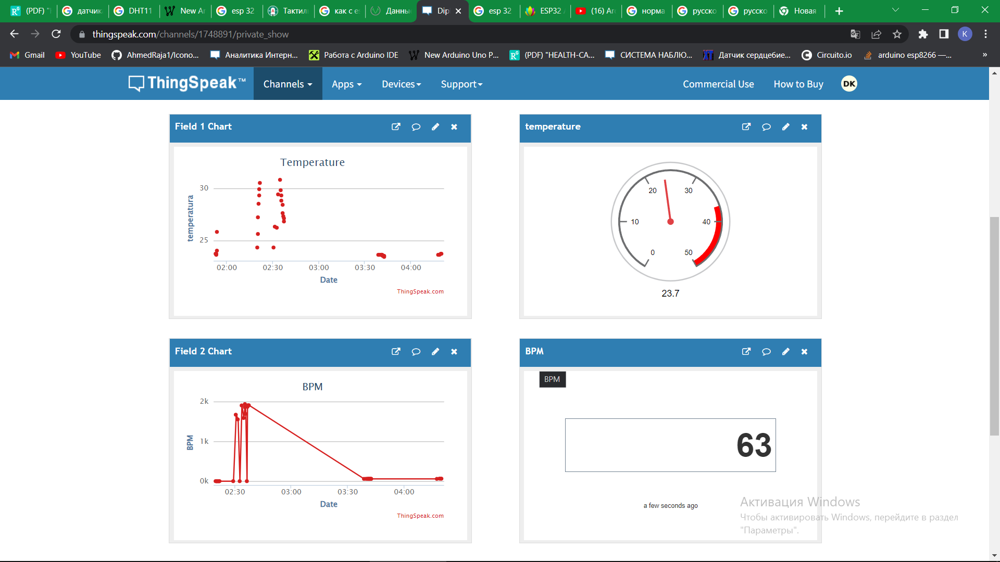 (PDF) "
датчик
DHT11
New Ar
esp 32
Тактил
как с es
Данны
Dip
esp 32
ESP32
(16) Ar
норма
русско
русско
Новая
thingspeak.com/channels/1748891/private_show
K
Gmail
YouTube
AhmedRaja1/Icono...
Аналитика Интерн...
Работа с Arduino IDE
New Arduino Uno P...
(PDF) "HEALTH-CA...
СИСТЕМА НАБЛЮ...
Датчик сердцебие...
Circuito.io
arduino esp8266 —...
»
ThingSpeak™
Channels
Apps
Devices
Support
Commercial Use
How to Buy
DK
Field 1 Chart
Temperature
temperatura
30
25
02:00
02:30
03:00
03:30
04:00
Date
ThingSpeak.com
temperature
20
30
10
40
0
50
23.7
Field 2 Chart
BPM
BPM
2k
1k
0k
02:30
03:00
03:30
04:00
Date
ThingSpeak.com
BPM
BPM
63
a few seconds ago
Активация Windows
Чтобы активировать Windows, перейдите в раздел
"Параметры".